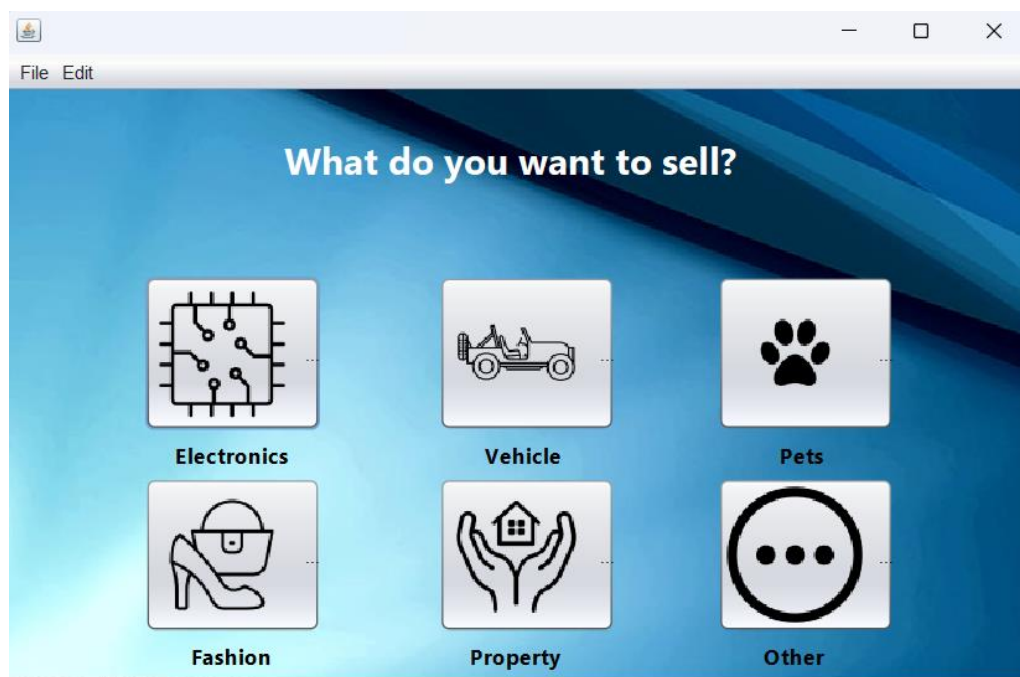 File Edit
What do you want to sell?
Electronics Vehicle Pets
Fashion Property Other